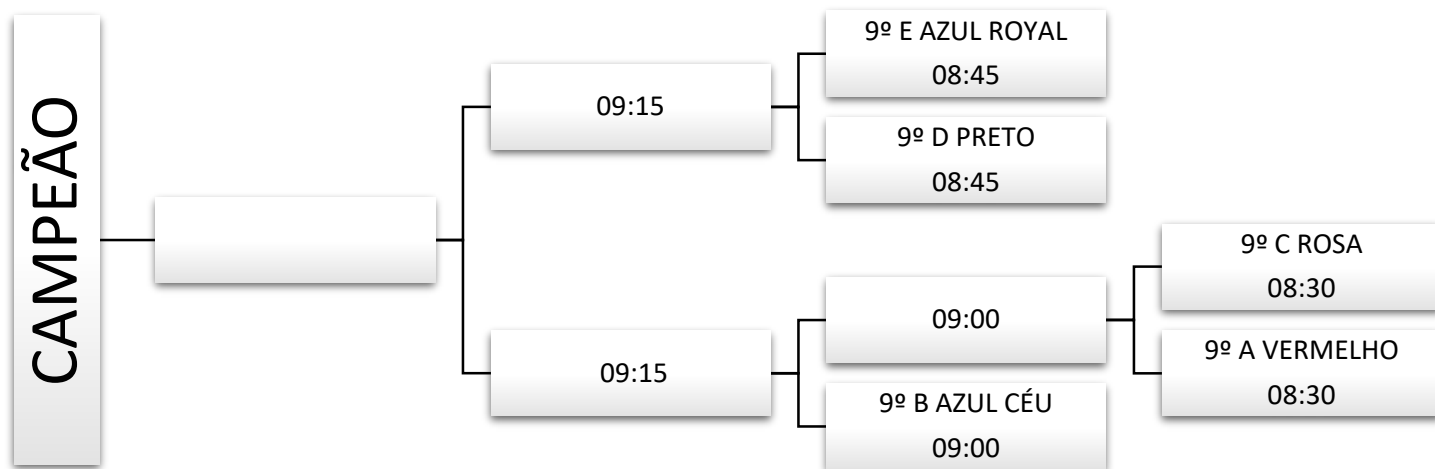 CAMPEÃO
09:15
9º E AZUL ROYAL
08:45
9º D PRETO
08:45
09:15
09:00
9º C ROSA
08:30
9º A VERMELHO
08:30
9º B AZUL CÉU
09:00